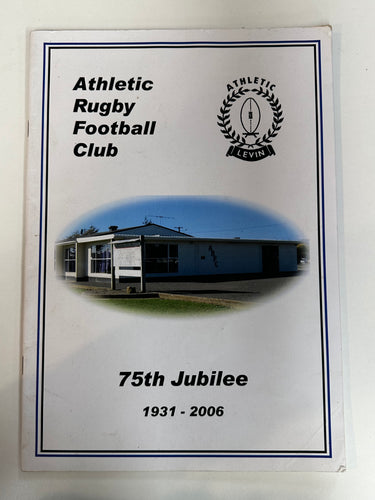 Athletic
Rugby
Football
Club
ATHLETIC
LEVIN
75th Jubilee
1931 - 2006